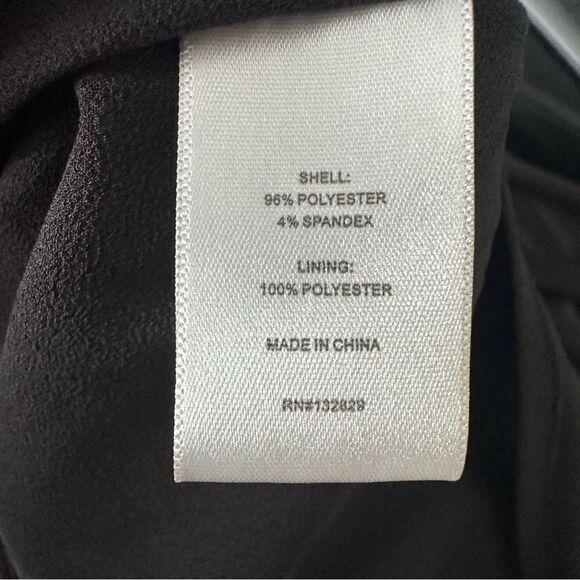 SHELL:
96% POLYESTER
4% SPANDEX
LINING:
100% POLYESTER
MADE IN CHINA
RN#132829